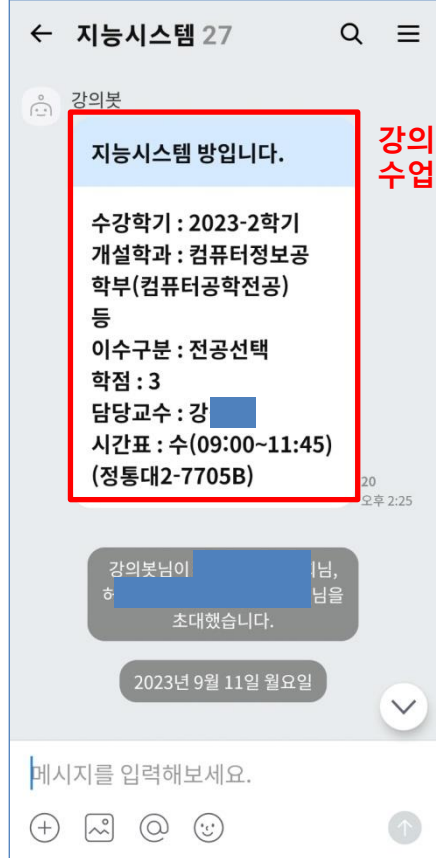 지능시스템 27
강의봇
지능시스템 방입니다.
강의
수업
수강학기 : 2023-2학기
개설학과 : 컴퓨터정보공
학부(컴퓨터공학전공)
등
이수구분 : 전공선택
학점 : 3
담당교수 : 강
시간표 : 수(09:00~11:45)
(정통대2-7705B)
20
오후 2:25
강의봇님이 님,
허 님을
초대했습니다.
2023년 9월 11일 월요일
메시지를 입력해보세요.